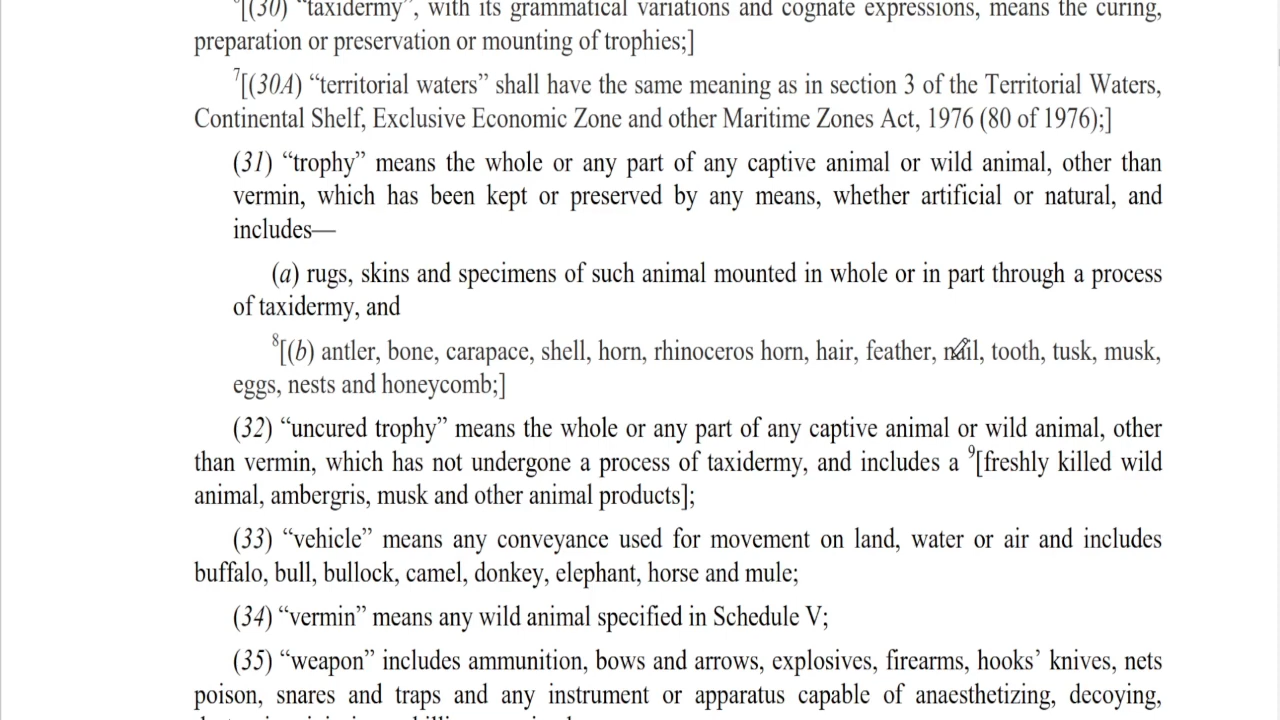 [(30) “taxidermy”, with its grammatical variations and cognate expressions, means the curing,
preparation or preservation or mounting of trophies;]
7[(30A) “territorial waters” shall have the same meaning as in section 3 of the Territorial Waters,
Continental Shelf, Exclusive Economic Zone and other Maritime Zones Act, 1976 (80 of 1976);]
(31) “trophy” means the whole or any part of any captive animal or wild animal, other than
vermin, which has been kept or preserved by any means, whether artificial or natural, and
includes—
(a) rugs, skins and specimens of such animal mounted in whole or in part through a process
of taxidermy, and
8[(b) antler, bone, carapace, shell, horn, rhinoceros horn, hair, feather, nail, tooth, tusk, musk,
eggs, nests and honeycomb;]
(32) “uncured trophy” means the whole or any part of any captive animal or wild animal, other
than vermin, which has not undergone a process of taxidermy, and includes a 9[freshly killed wild
animal, ambergris, musk and other animal products];
(33) “vehicle” means any conveyance used for movement on land, water or air and includes
buffalo, bull, bullock, camel, donkey, elephant, horse and mule;
(34) “vermin” means any wild animal specified in Schedule V;
(35) “weapon” includes ammunition, bows and arrows, explosives, firearms, hooks’ knives, nets
poison, snares and traps and any instrument or apparatus capable of anaesthetizing, decoying,